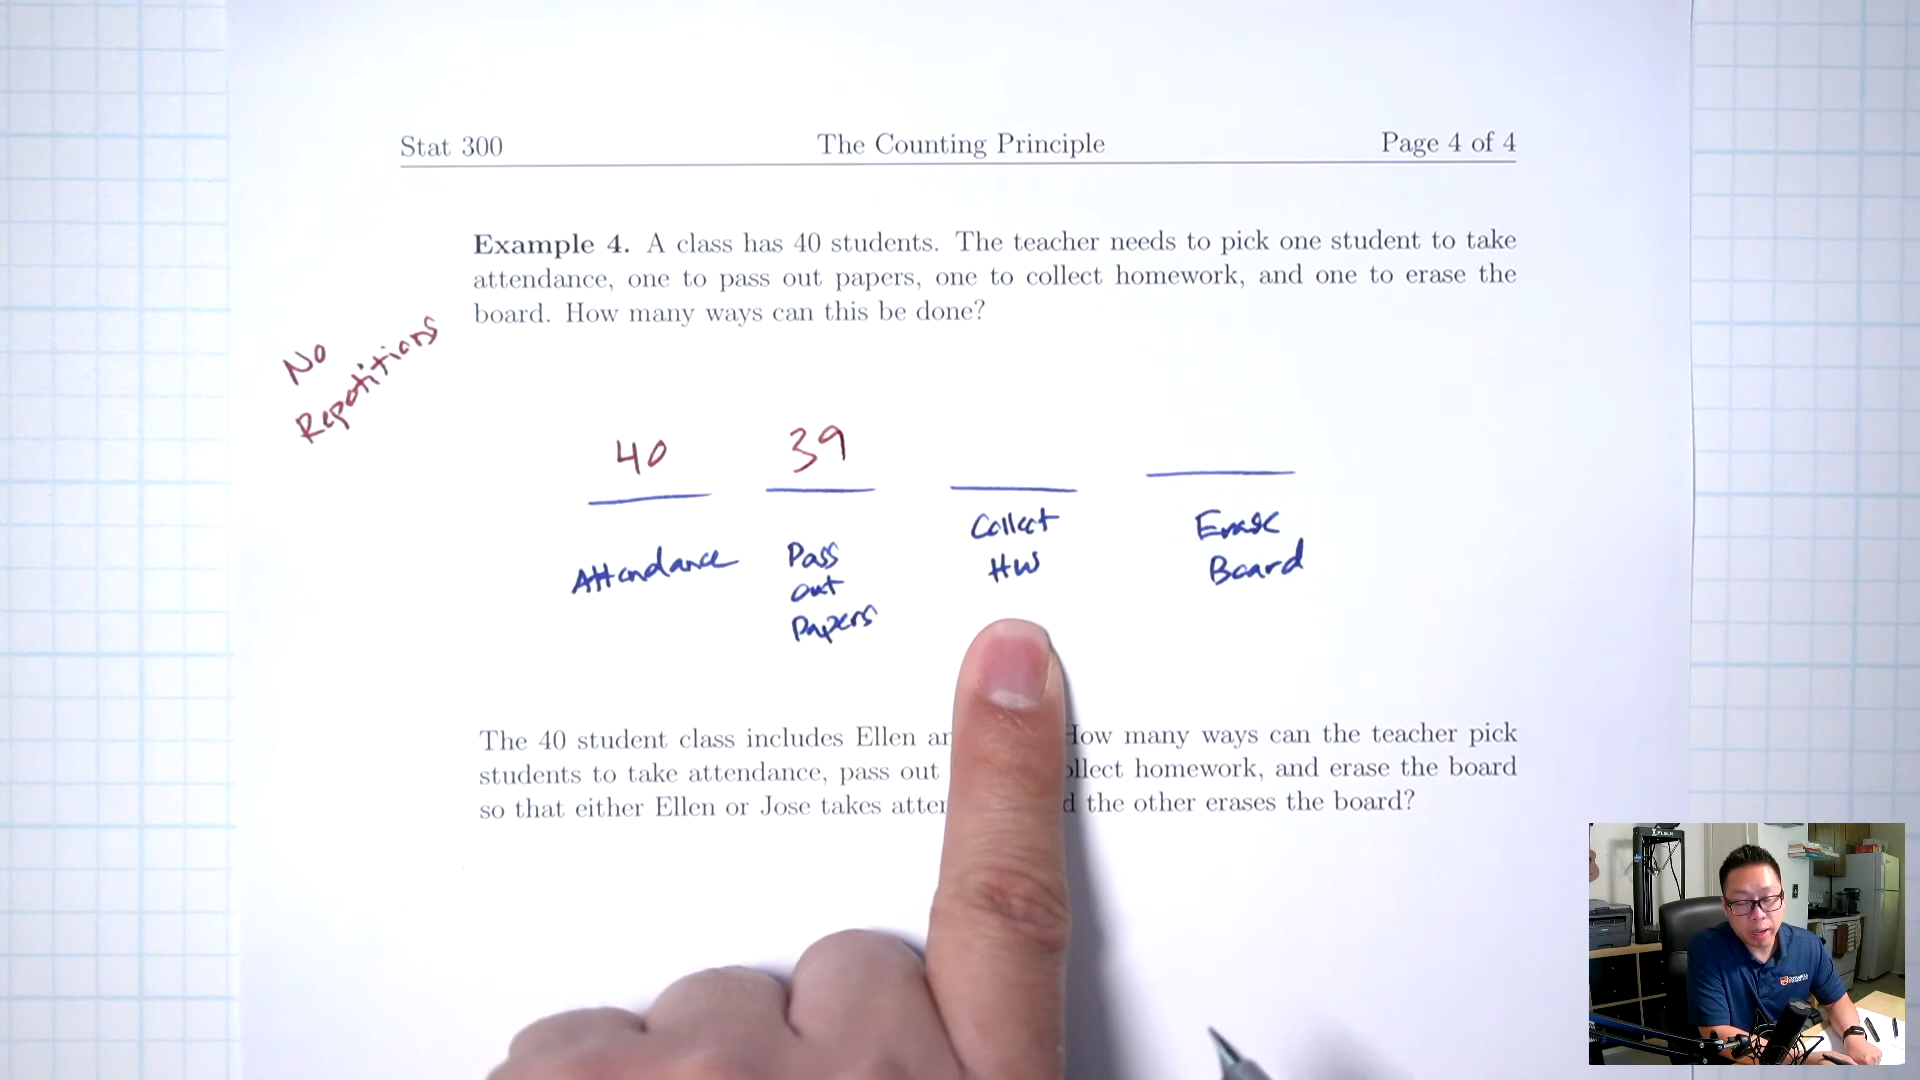 Stat 300 The Counting Principle Page 4 of 4
Example 4. A class has 40 students. The teacher needs to pick one student to take
attendance, one to pass out papers, one to collect homework, and one to erase the
board. How many ways can this be done?
No
Repetitions
40 39
Attendance
Pass
out
Papers
Collect
HW
Erase
Board
The 40 student class includes Ellen How many ways can the teacher pick
students to take attendance, pass out collect homework, and erase the board
so that either Ellen or Jose takes the other erases the board?